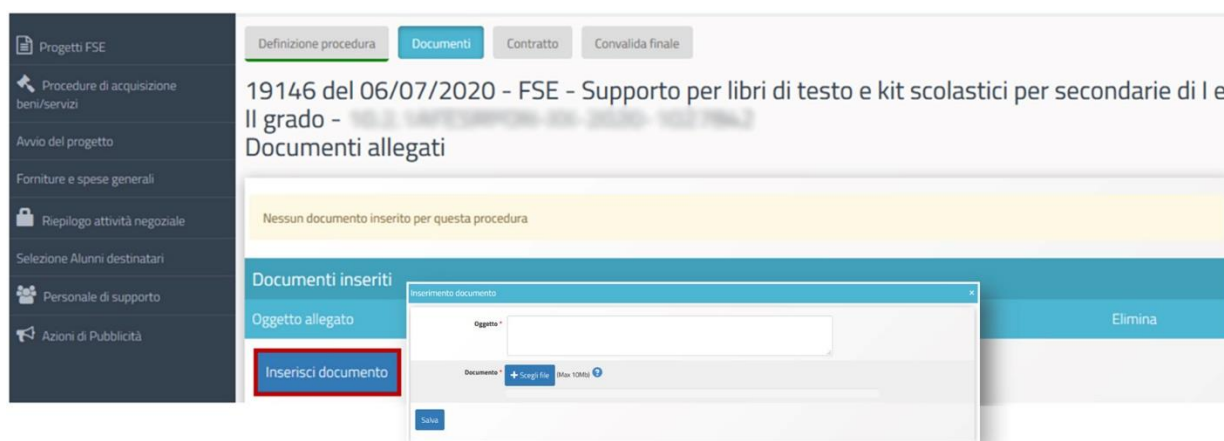 Progetti FSE
Procedure di acquisizione
beni/servizi
Avvio del progetto
Forniture e spese generali
Riepilogo attività negoziale
Selezione Alunni destinatari
Personale di supporto
Azioni di Pubblicità
Definizione procedura
Documenti
Contratto
Convalida finale
19146 del 06/07/2020 - FSE - Supporto per libri di testo e kit scolastici per secondarie di I e
II grado -
Documenti allegati
Nessun documento inserito per questa procedura
Documenti inseriti
Oggetto allegato
Elimina
Inserisci documento
Inserimento documento ×
Oggetto *
Documento * + Scegli file (Max 10Mb) ?
Salva